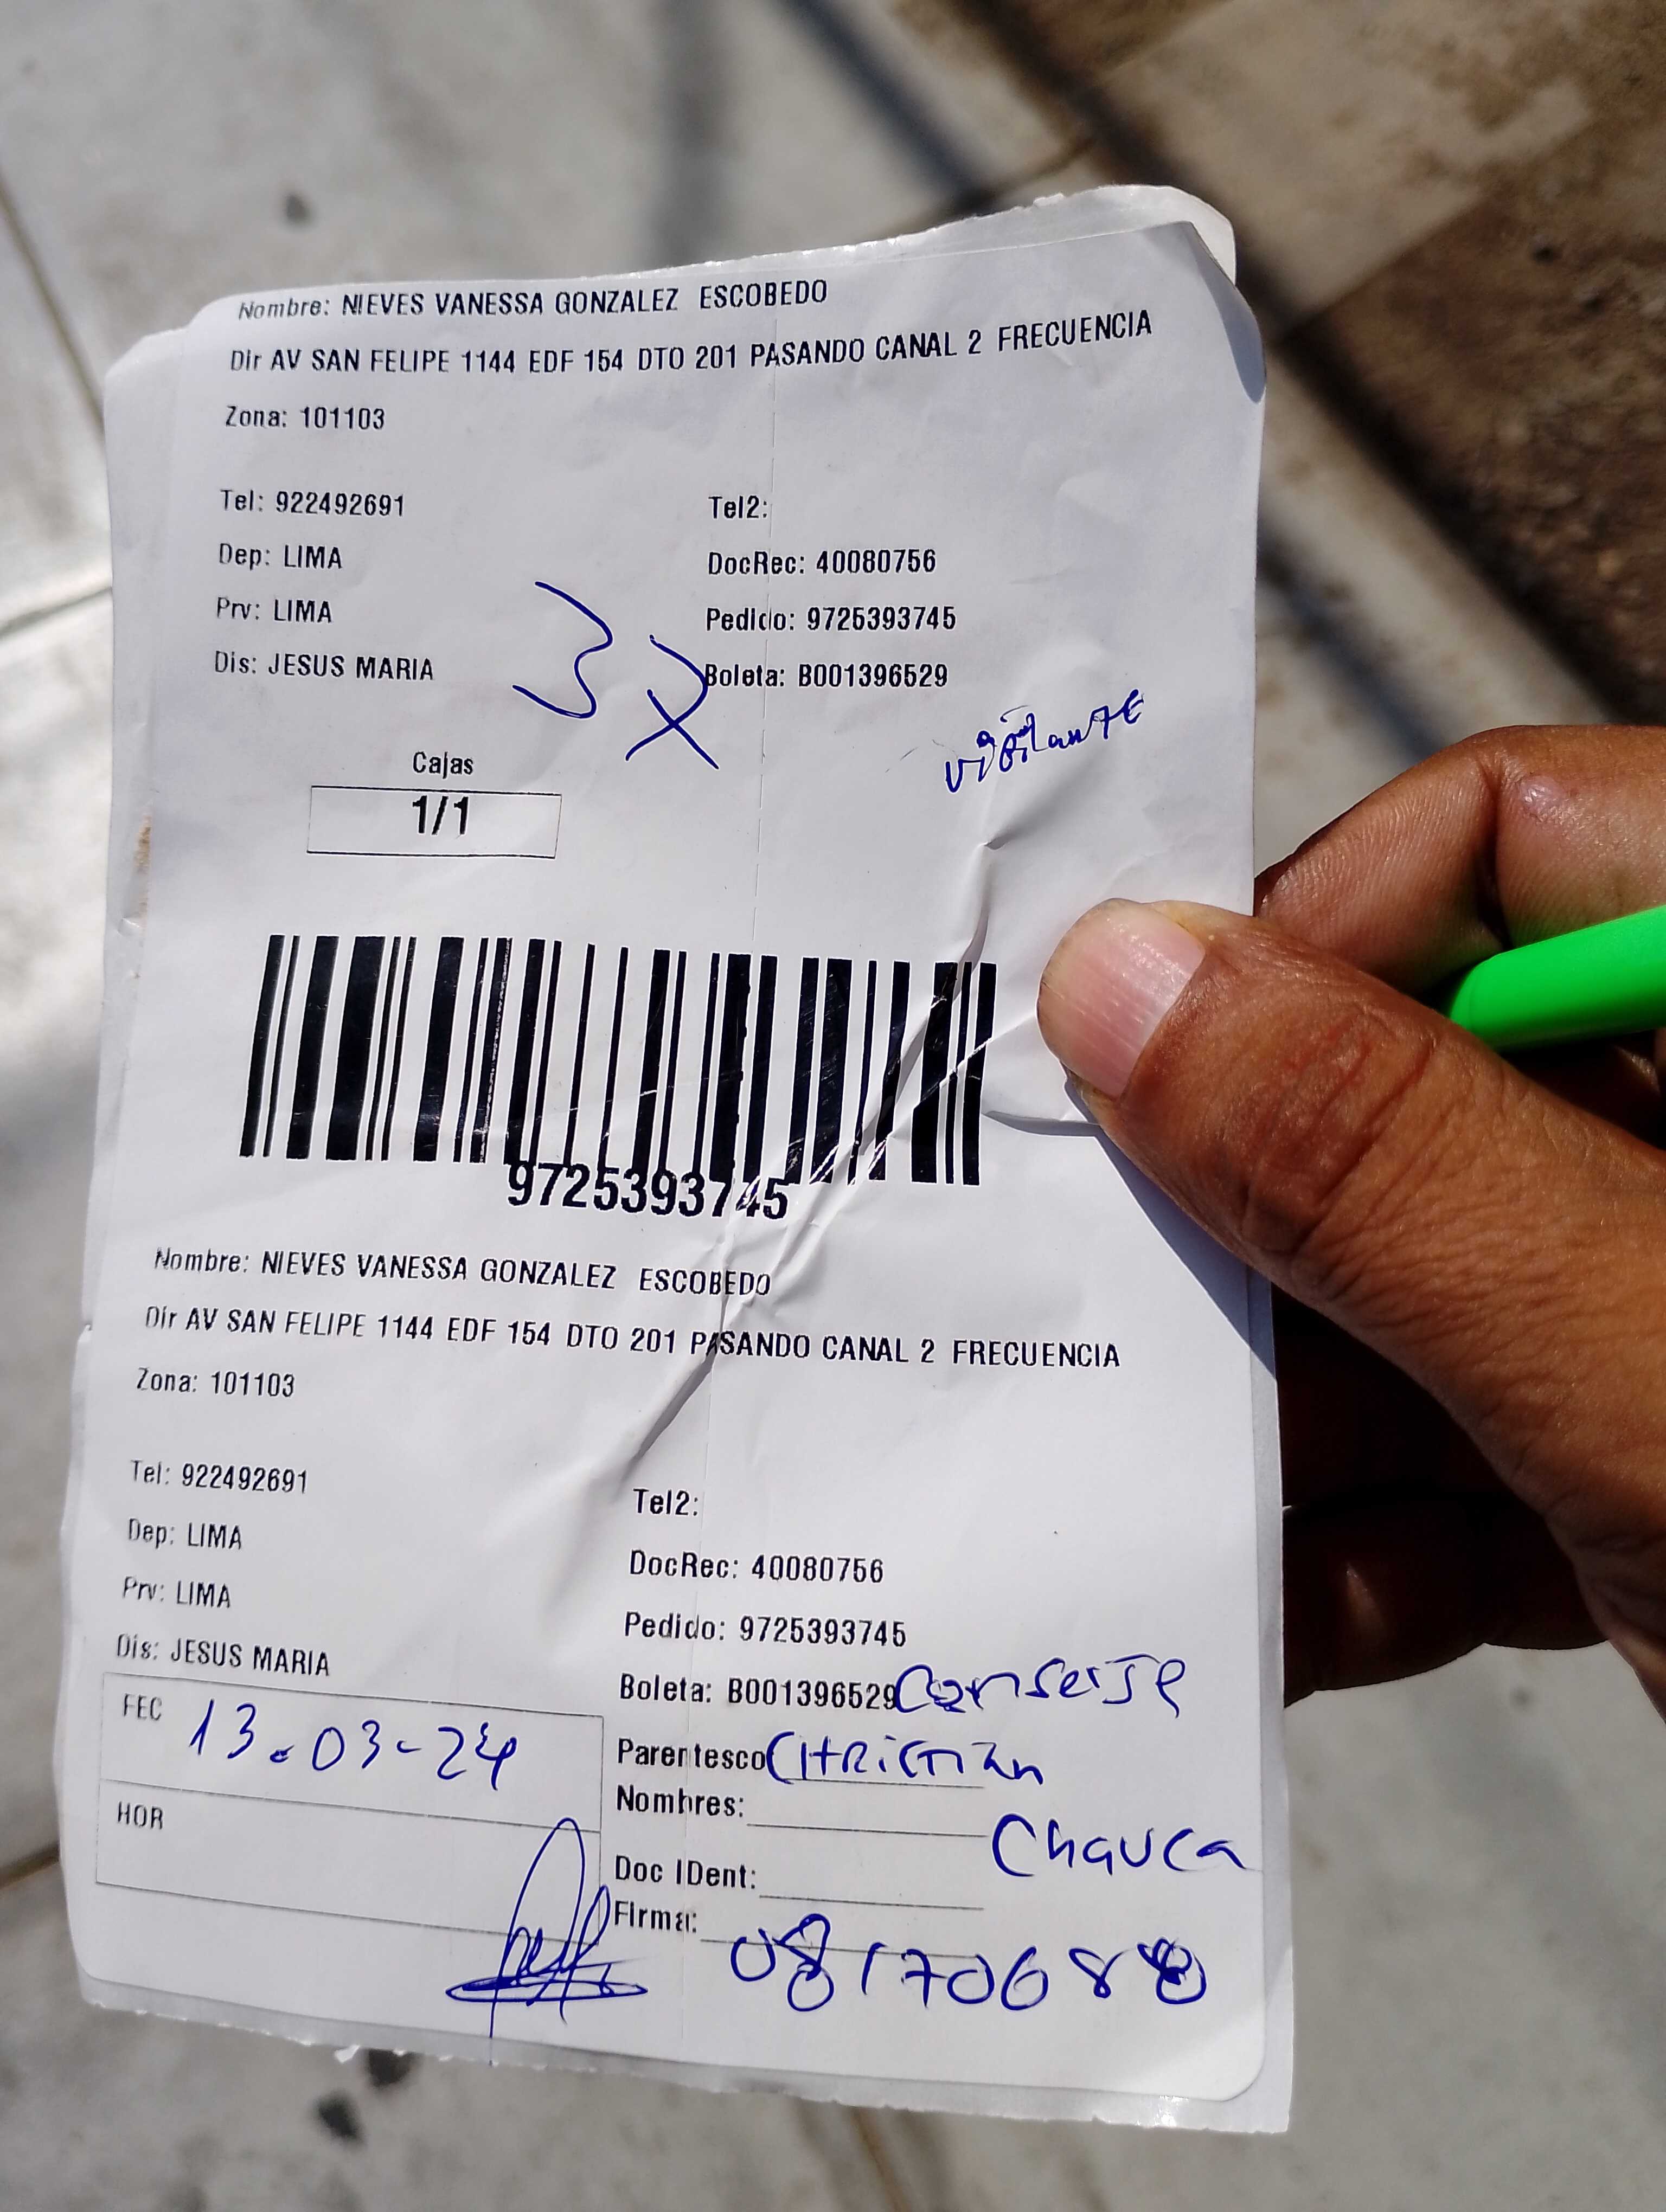 Nombre: NIEVES VANESSA GONZALEZ ESCOBEDO
Dir AV SAN FELIPE 1144 EDF 154 DTO 201 PASANDO CANAL 2 FRECUENCIA
Zona: 101103
Tel: 922492691 Tel2:
Dep: LIMA DocRec: 40080756
Prv: LIMA Pedido: 9725393745
Dis: JESUS MARIA Boleta: B001396529
vigilante
Cajas
1/1
9725393745
Nombre: NIEVES VANESSA GONZALEZ ESCOBEDO
Dir AV SAN FELIPE 1144 EDF 154 DTO 201 PASANDO CANAL 2 FRECUENCIA
Zona: 101103
Tel: 922492691 Tel2:
Dep: LIMA DocRec: 40080756
Prv: LIMA Pedido: 9725393745
Dis: JESUS MARIA Boleta: B001396529 Conserje
FEC 13-03-24 Parentesco CHRiSTian
Nombres: Chauca
HOR Doc IDent:
Firma: 08170688